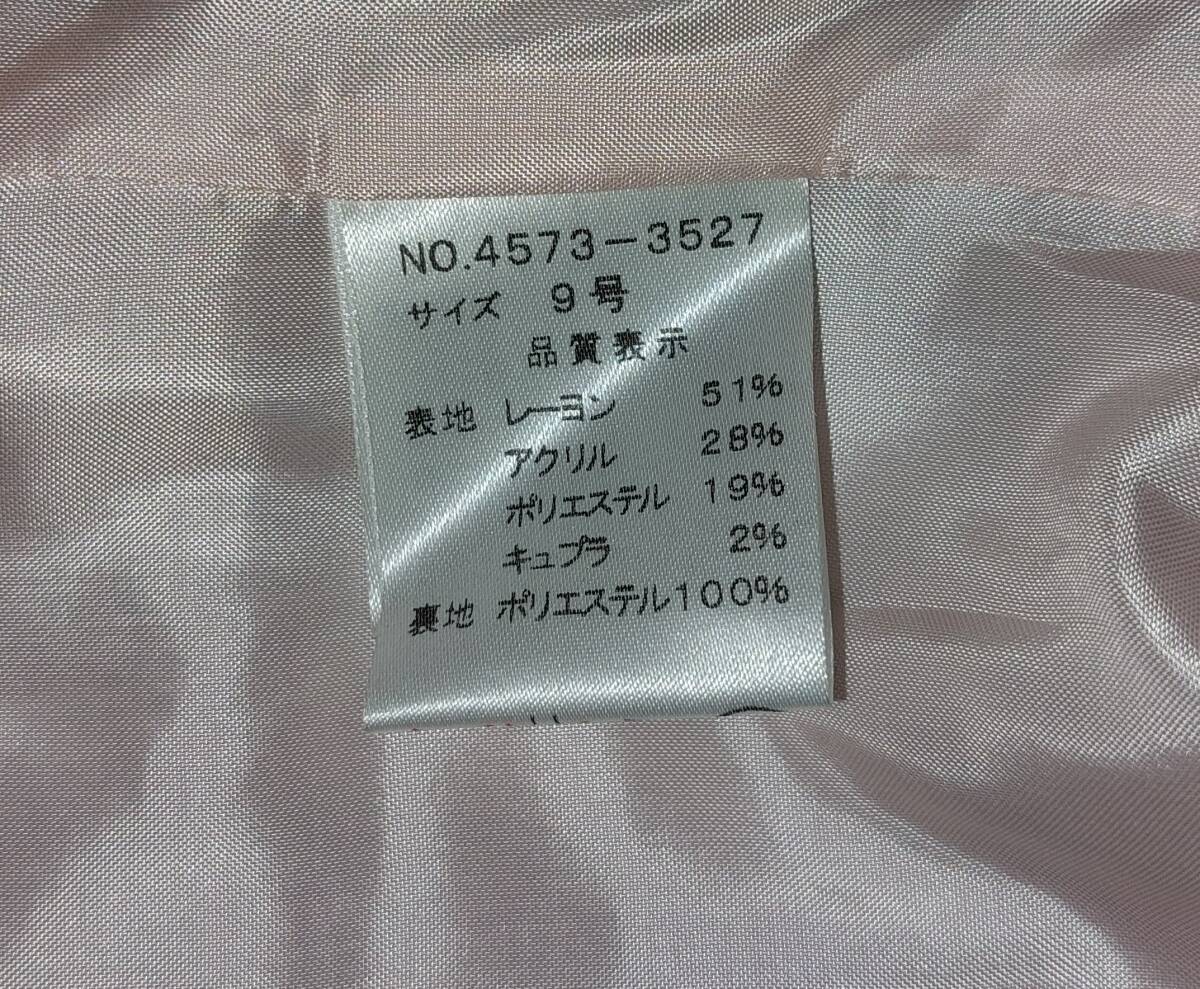 NO.4573-3527
サイズ 9号
品質表示
表地 レーヨン 51%
アクリル 28%
ポリエステル 19%
キュプラ 2%
裏地 ポリエステル100%